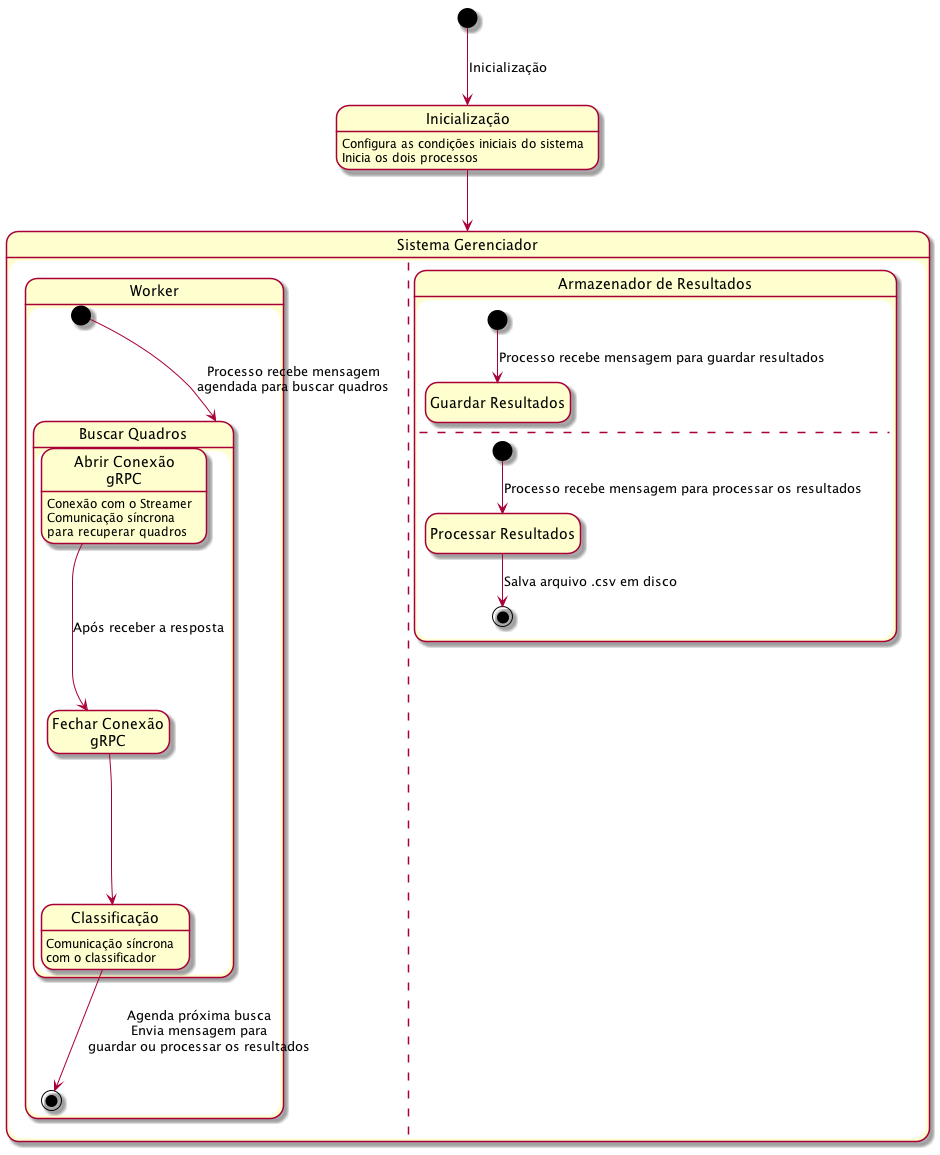 Inicialização
Inicialização
Configura as condições iniciais do sistema
Inicia os dois processos
Sistema Gerenciador
Worker
Processo recebe mensagem
agendada para buscar quadros
Buscar Quadros
Abrir Conexão
gRPC
Conexão com o Streamer
Comunicação síncrona
para recuperar quadros
Após receber a resposta
Fechar Conexão
gRPC
Classificação
Comunicação síncrona
com o classificador
Agenda próxima busca
Envia mensagem para
guardar ou processar os resultados
Armazenador de Resultados
Processo recebe mensagem para guardar resultados
Guardar Resultados
Processo recebe mensagem para processar os resultados
Processar Resultados
Salva arquivo .csv em disco